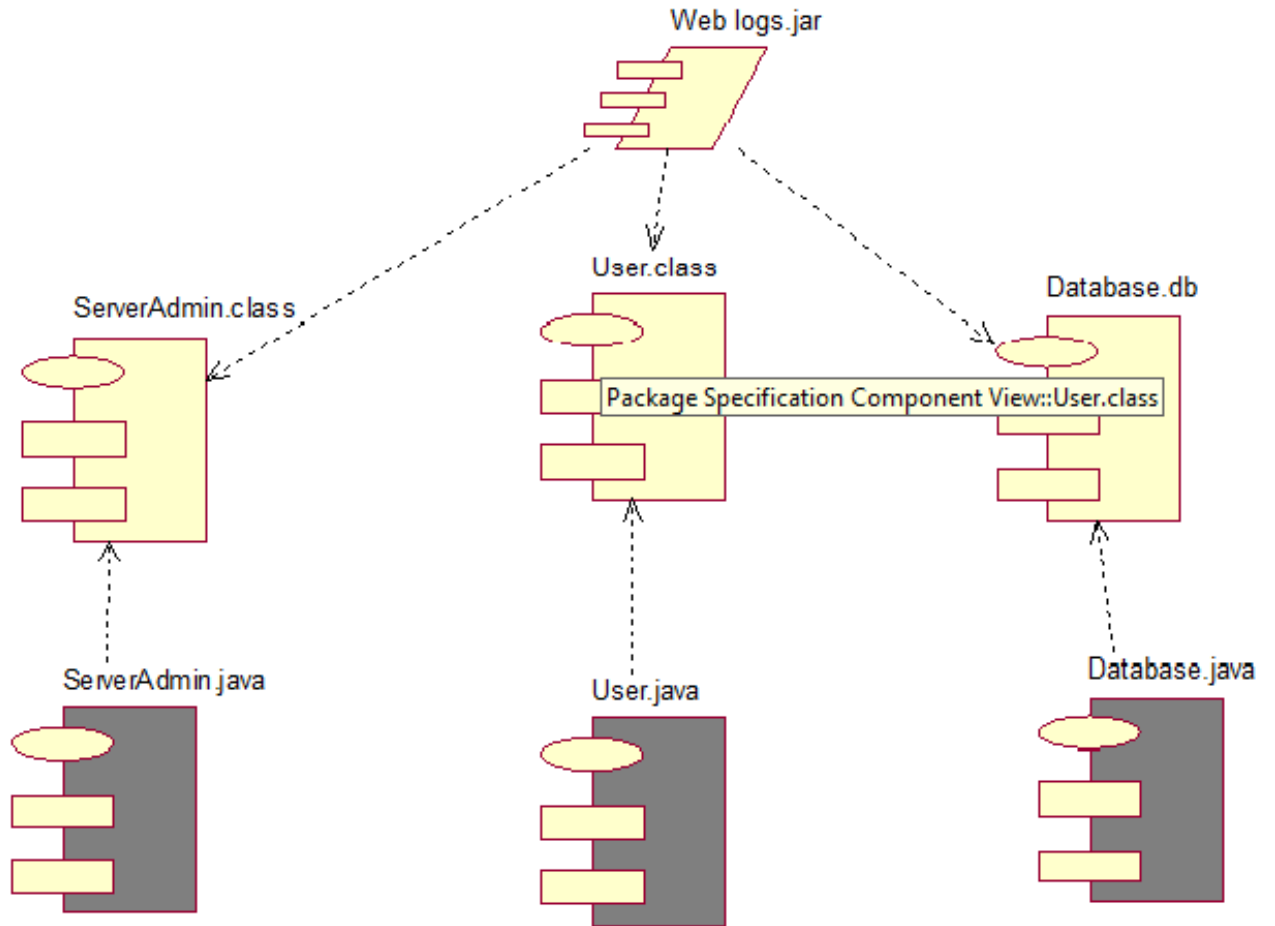 Web logs.jar
User.class
ServerAdmin.class
Database.db
Package Specification Component View::User.class
ServerAdmin.java
User.java
Database.java